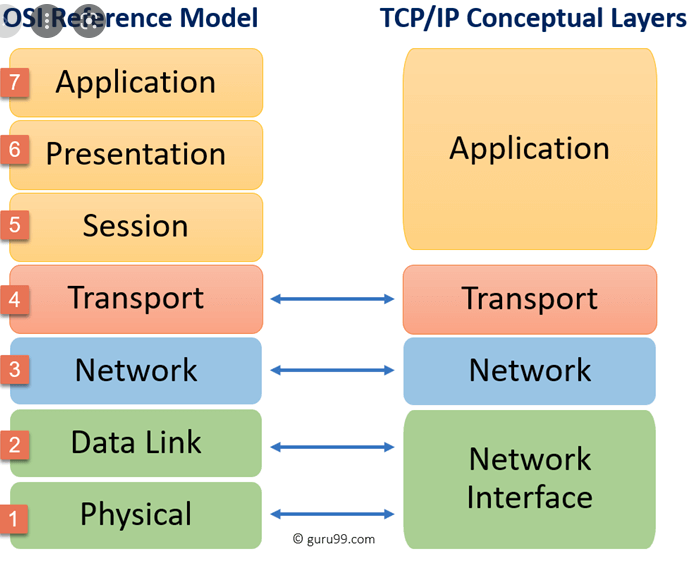 OSI Reference Model
TCP/IP Conceptual Layers
7 Application
6 Presentation
5 Session
4 Transport
3 Network
2 Data Link
1 Physical
Application
Transport
Network
Network
Interface
© guru99.com